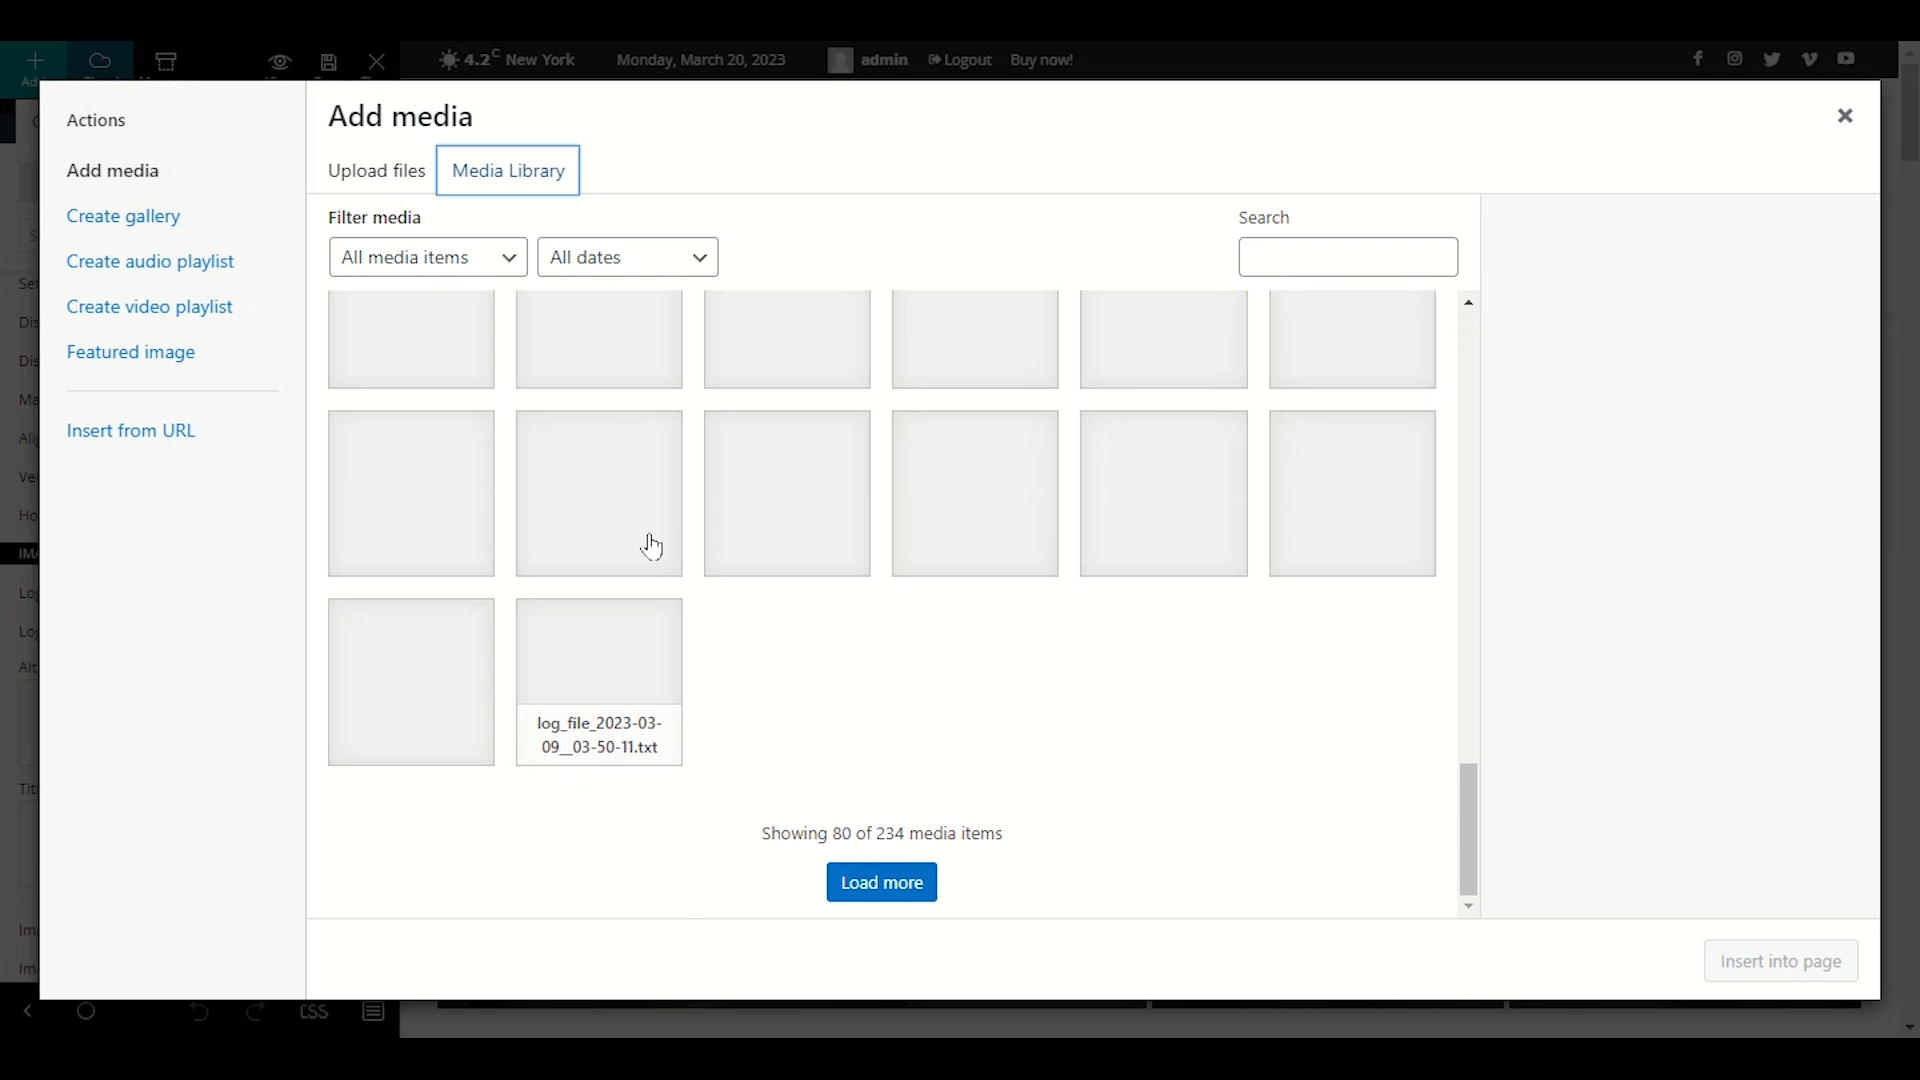 4.2 C New York Monday, March 20, 2023 admin Logout Buy now!
Actions
Add media
Create gallery
Create audio playlist
Create video playlist
Featured image
Insert from URL
Add media
Upload files Media Library
Filter media
Search
All media items All dates
log_file_2023-03-
09__03-50-11.txt
Showing 80 of 234 media items
Load more
Insert into page
CSS